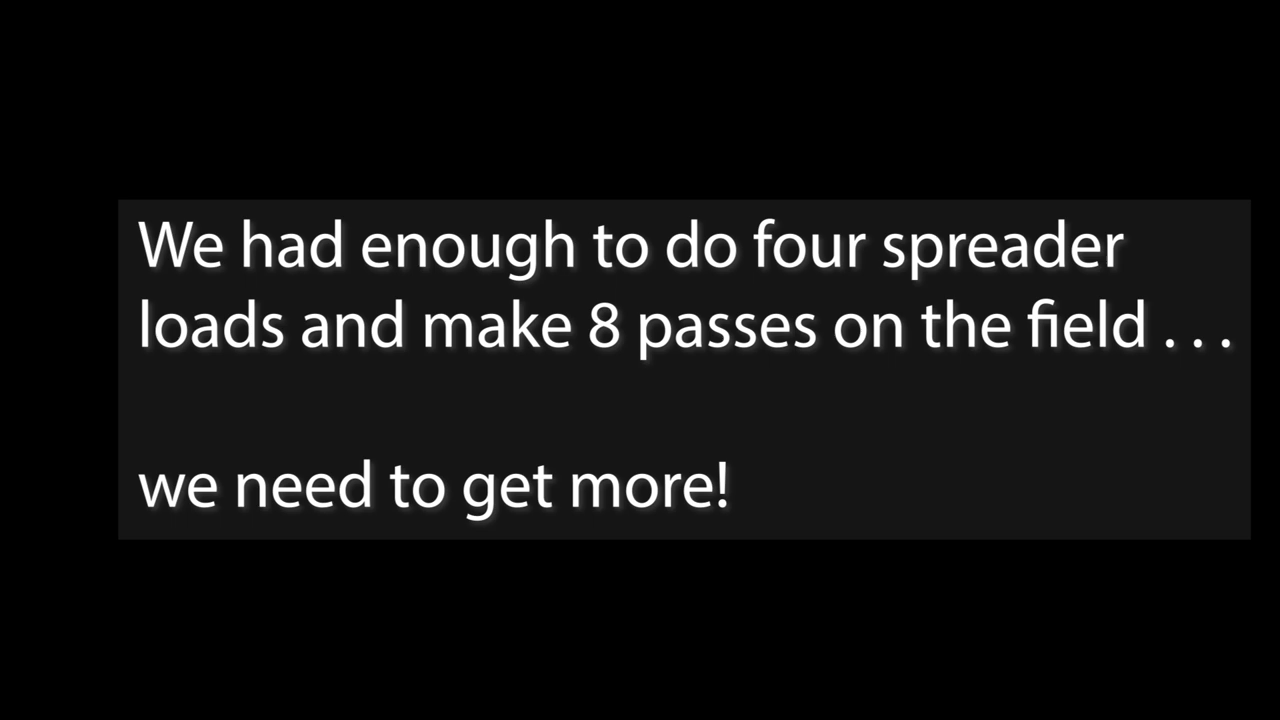 We had enough to do four spreader
loads and make 8 passes on the field . . .
we need to get more!